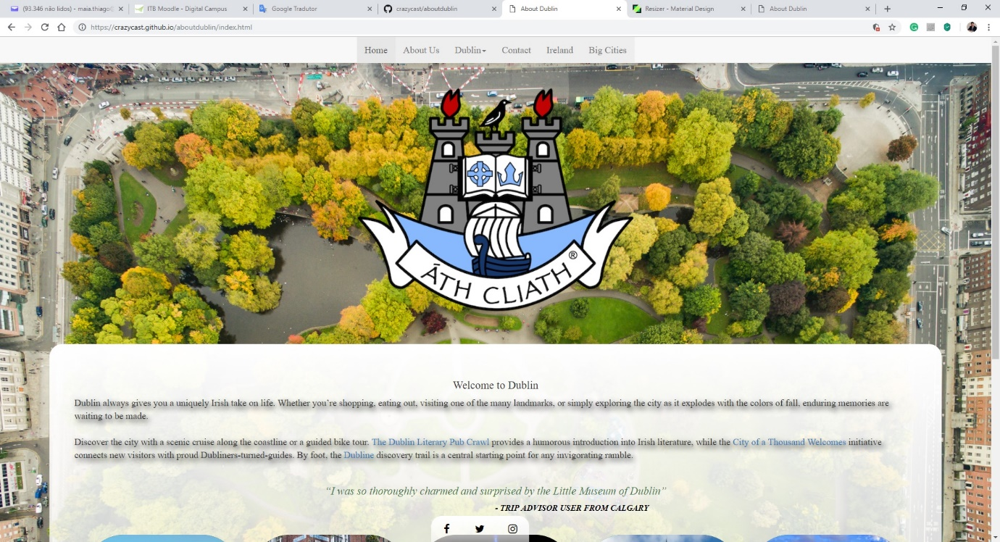 (93.346 não lidos) - maia.thiago
ITB Moodle - Digital Campus
Google Tradutor
crazycast/aboutdublin
About Dublin
Resizer - Material Design
About Dublin
https://crazycast.github.io/aboutdublin/index.html
Home About Us Dublin Contact Ireland Big Cities
ÁTH CLIATH ®
Welcome to Dublin
Dublin always gives you a uniquely Irish take on life. Whether you’re shopping, eating out, visiting one of the many landmarks, or simply exploring the city as it explodes with the colors of fall, enduring memories are
waiting to be made.
Discover the city with a scenic cruise along the coastline or a guided bike tour. The Dublin Literary Pub Crawl provides a humorous introduction into Irish literature, while the City of a Thousand Welcomes initiative
connects new visitors with proud Dubliners-turned-guides. By foot, the Dubline discovery trail is a central starting point for any invigorating ramble.
“I was so thoroughly charmed and surprised by the Little Museum of Dublin”
- TRIP ADVISOR USER FROM CALGARY